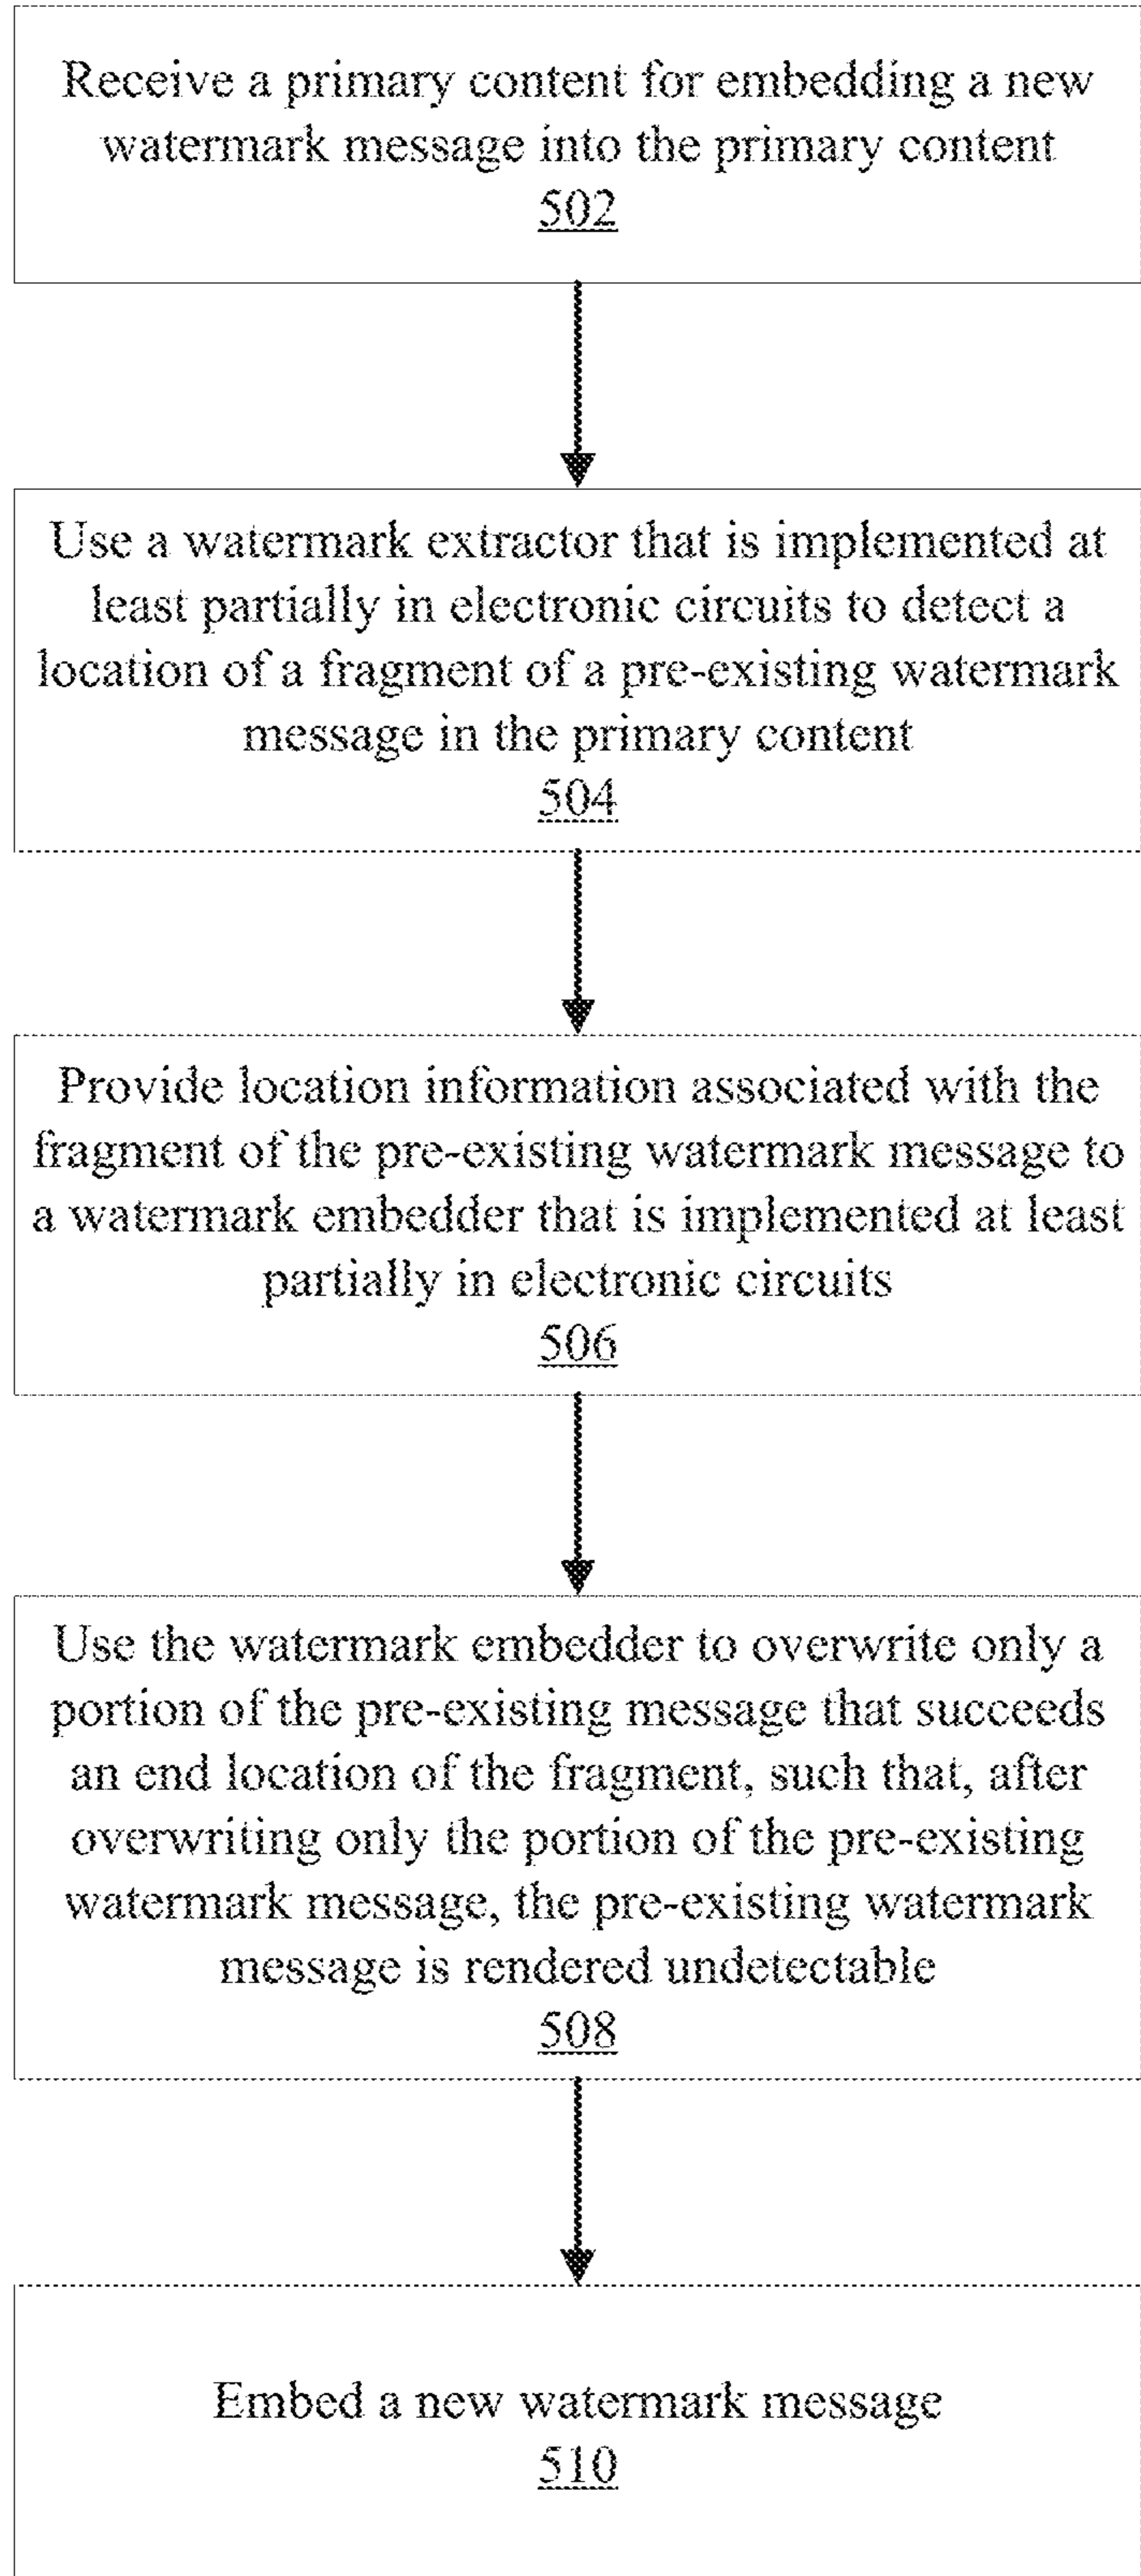 Receive a primary content for embedding a new
watermark message into the primary content
502
Use a watermark extractor that is implemented at
least partially in electronic circuits to detect a
location of a fragment of a pre-existing watermark
message in the primary content
504
Provide location information associated with the
fragment of the pre-existing watermark message to
a watermark embedder that is implemented at least
partially in electronic circuits
506
Use the watermark embedder to overwrite only a
portion of the pre-existing message that succeeds
an end location of the fragment, such that, after
overwriting only the portion of the pre-existing
watermark message, the pre-existing watermark
message is rendered undetectable
508
Embed a new watermark message
510